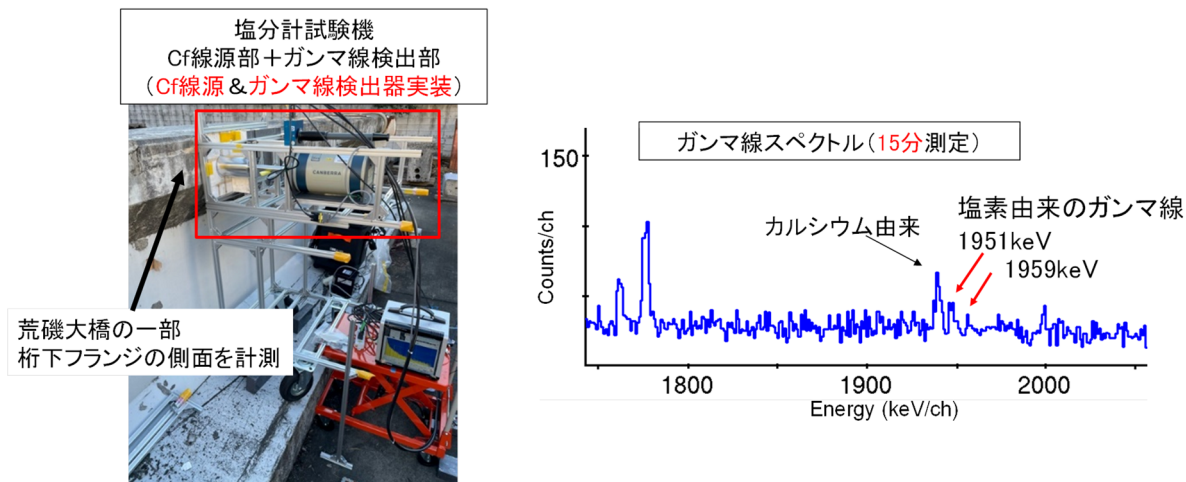 塩分計試験機
Cf線源部＋ガンマ線検出部
（Cf線源＆ガンマ線検出器実装）
CANBERRA
荒磯大橋の一部
桁下フランジの側面を計測
ガンマ線スペクトル（15分測定）
150
Counts/ch
カルシウム由来
塩素由来のガンマ線
1951keV
1959keV
1800
1900
2000
Energy (keV/ch)